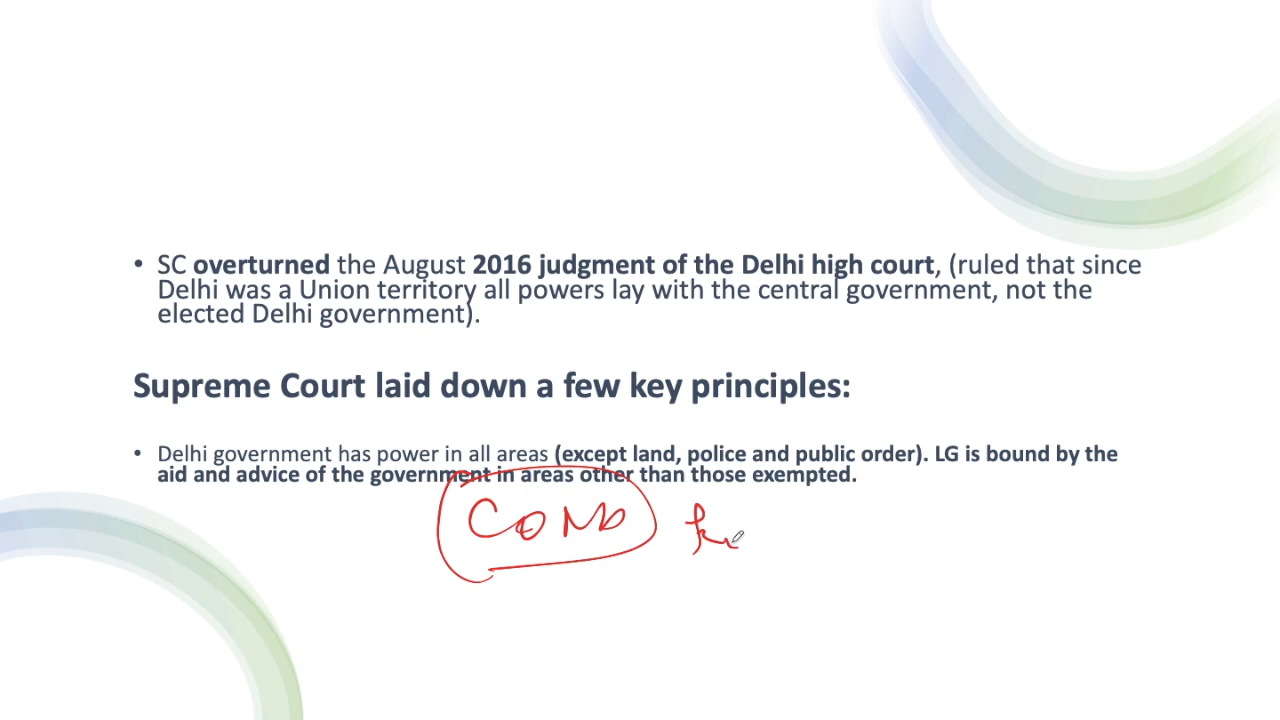 • SC overturned the August 2016 judgment of the Delhi high court, (ruled that since
Delhi was a Union territory all powers lay with the central government, not the
elected Delhi government).
Supreme Court laid down a few key principles:
• Delhi government has power in all areas (except land, police and public order). LG is bound by the
aid and advice of the government in areas other than those exempted.